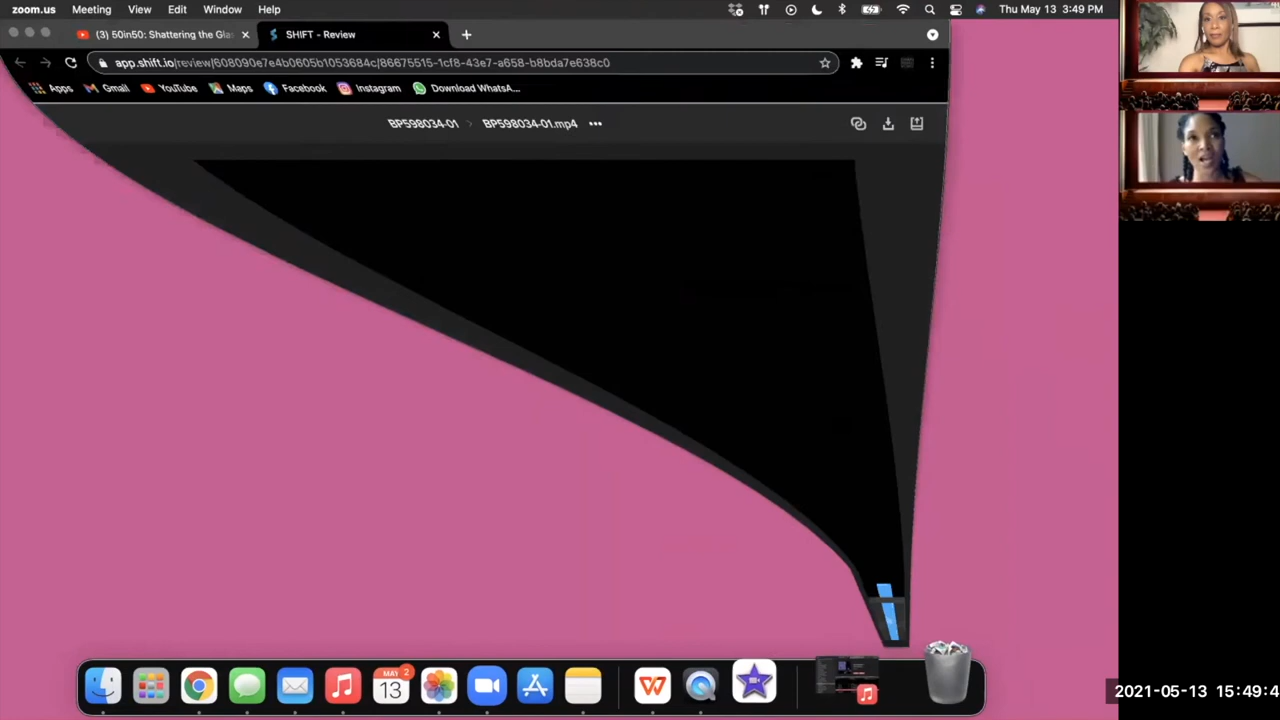 zoom.us Meeting View Edit Window Help Thu May 13 3:49 PM
(3) 50in50: Shattering the Gla SHIFT - Review
app.shift.io/review/608090e7e4b0605b1053684c/86675515-1cf8-43e7-a658-b8bda7e638c0
Apps Gmail YouTube Maps Facebook Instagram Download WhatsA...
BP598034-01 > BP598034-01.mp4 •••
MAY 2
13
2021-05-13 15:49:4